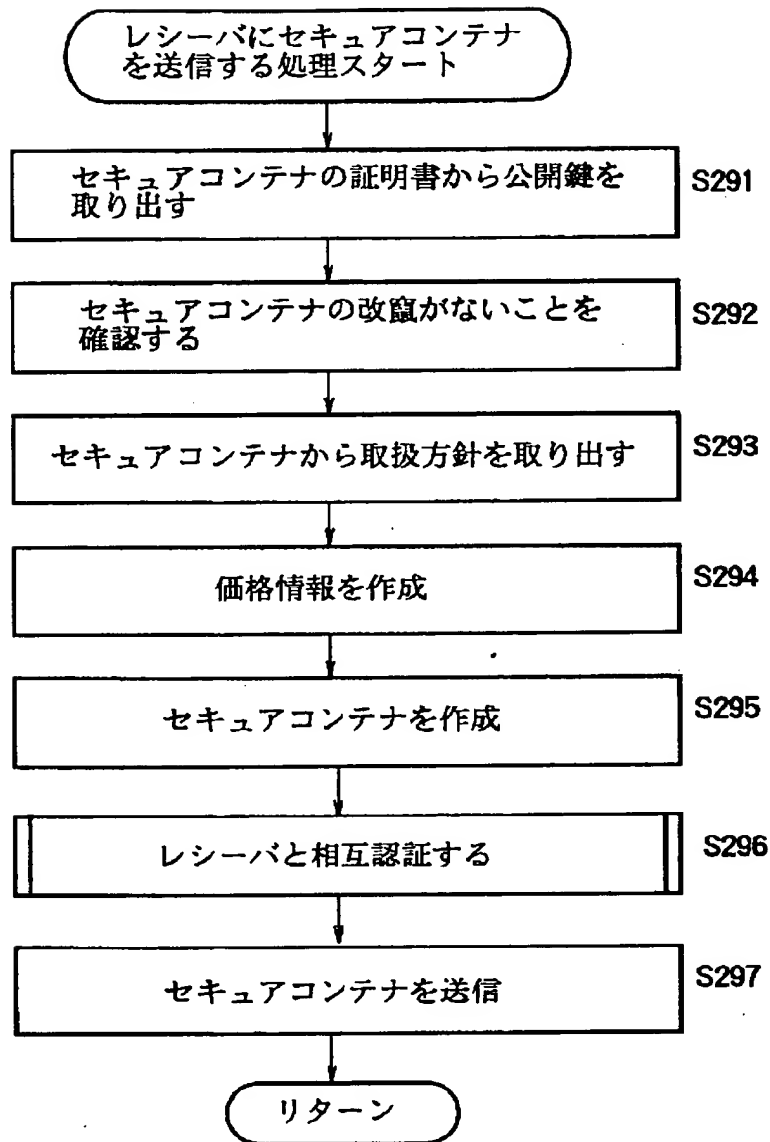 レシーバにセキュアコンテナ
を送信する処理スタート
セキュアコンテナの証明書から公開鍵を
取り出す
S291
セキュアコンテナの改竄がないことを
確認する
S292
セキュアコンテナから取扱方針を取り出す
S293
価格情報を作成
S294
セキュアコンテナを作成
S295
レシーバと相互認証する
S296
セキュアコンテナを送信
S297
リターン